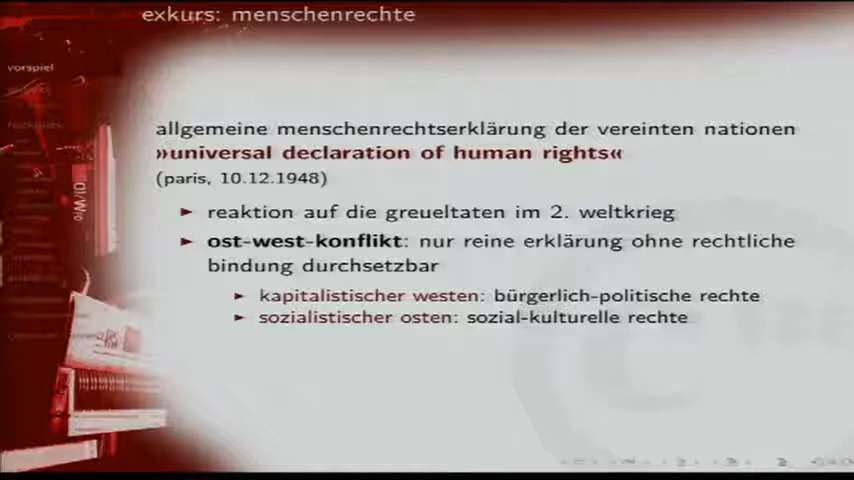 exkurs: menschenrechte
vorspiel
allgemeine menschenrechtserklärung der vereinten nationen
»universal declaration of human rights«
(paris, 10.12.1948)
► reaktion auf die greueltaten im 2. weltkrieg
► ost-west-konflikt: nur reine erklärung ohne rechtliche
bindung durchsetzbar
► kapitalistischer westen: bürgerlich-politische rechte
► sozialistischer osten: sozial-kulturelle rechte